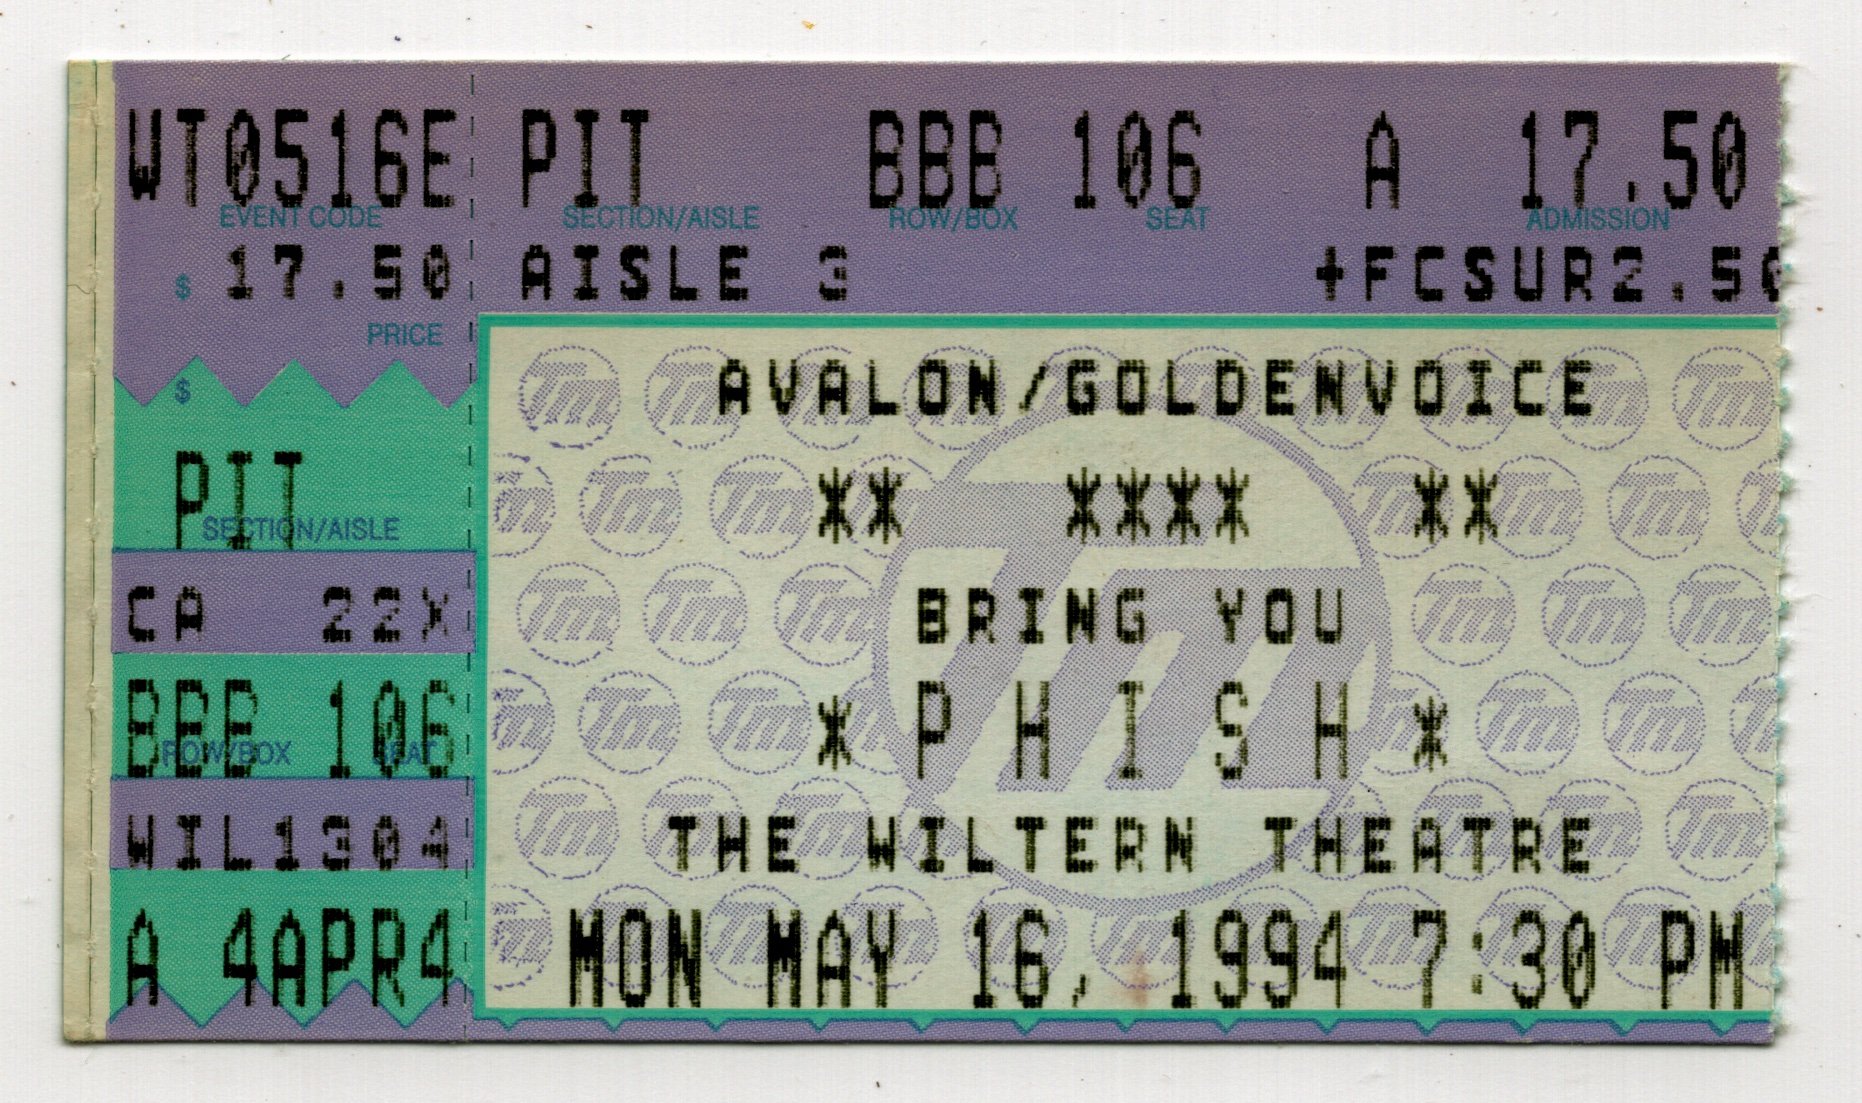 WT0516E PIT BBB 106 A 17.50
EVENT CODE SECTION/AISLE ROW/BOX SEAT ADMISSION
$ 17.50 AISLE 3 +FCSUR2.50
PRICE
$
AVALON/GOLDENVOICE
** **** **
BRING YOU
*PHISH*
THE WILTERN THEATRE
MON MAY 16, 1994 7:30 PM
PIT
SECTION/AISLE
CA 22X
BBB 106
ROW/BOX SEAT
WIL1304
A 4APR4
Tm